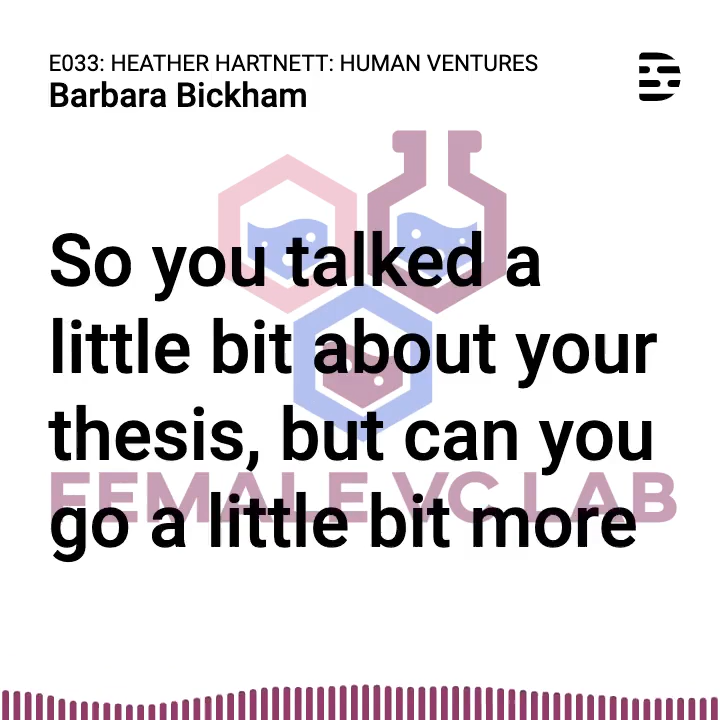 E033: HEATHER HARTNETT: HUMAN VENTURES
Barbara Bickham
So you talked a
little bit about your
thesis, but can you
FEMALE VC LAB
go a little bit more